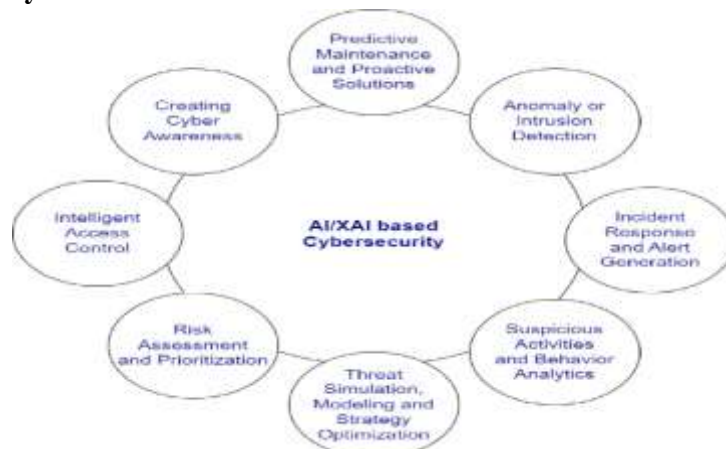 Predictive
Maintenance
and Proactive
Solutions
Creating
Cyber
Awareness
Anomaly or
Intrusion
Detection
Intelligent
Access
Control
AI/XAI based
Cybersecurity
Incident
Response
and Alert
Generation
Risk
Assessment
and Prioritization
Suspicious
Activities
and Behavior
Analytics
Threat
Simulation,
Modeling and
Strategy
Optimization